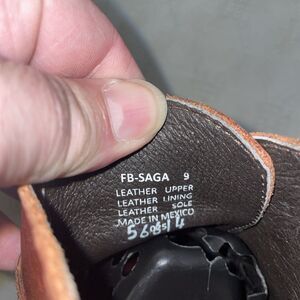 FB-SAGA 9
LEATHER UPPER
LEATHER LINING
LEATHER SOLE
MADE IN MEXICO